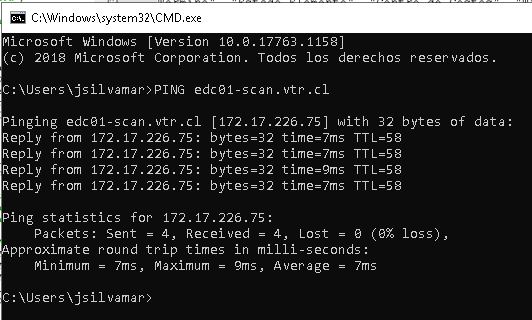 C:\Windows\system32\CMD.exe
Microsoft Windows [Version 10.0.17763.1158]
(c) 2018 Microsoft Corporation. Todos los derechos reservados.
C:\Users\jsilvamar>PING edc01-scan.vtr.cl
Pinging edc01-scan.vtr.cl [172.17.226.75] with 32 bytes of data:
Reply from 172.17.226.75: bytes=32 time=7ms TTL=58
Reply from 172.17.226.75: bytes=32 time=7ms TTL=58
Reply from 172.17.226.75: bytes=32 time=9ms TTL=58
Reply from 172.17.226.75: bytes=32 time=7ms TTL=58
Ping statistics for 172.17.226.75:
    Packets: Sent = 4, Received = 4, Lost = 0 (0% loss),
Approximate round trip times in milli-seconds:
    Minimum = 7ms, Maximum = 9ms, Average = 7ms
C:\Users\jsilvamar>